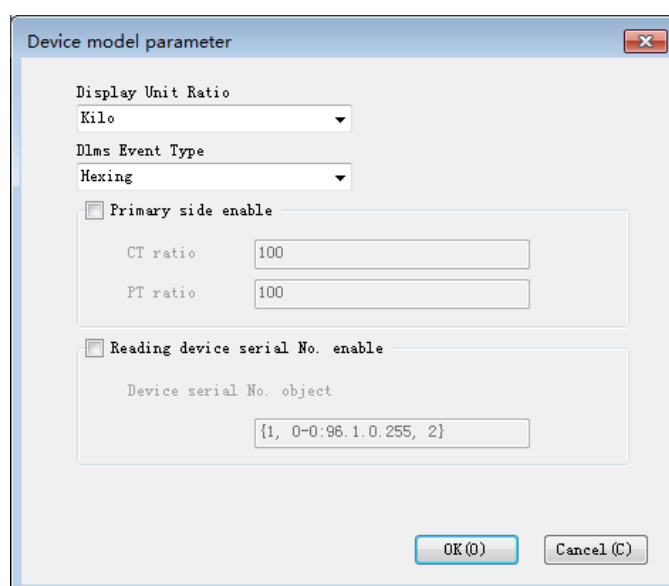 Device model parameter
Display Unit Ratio
Kilo
Dlms Event Type
Hexing
Primary side enable
CT ratio 100
PT ratio 100
Reading device serial No. enable
Device serial No. object
{1, 0-0:96.1.0.255, 2}
OK(O) Cancel(C)